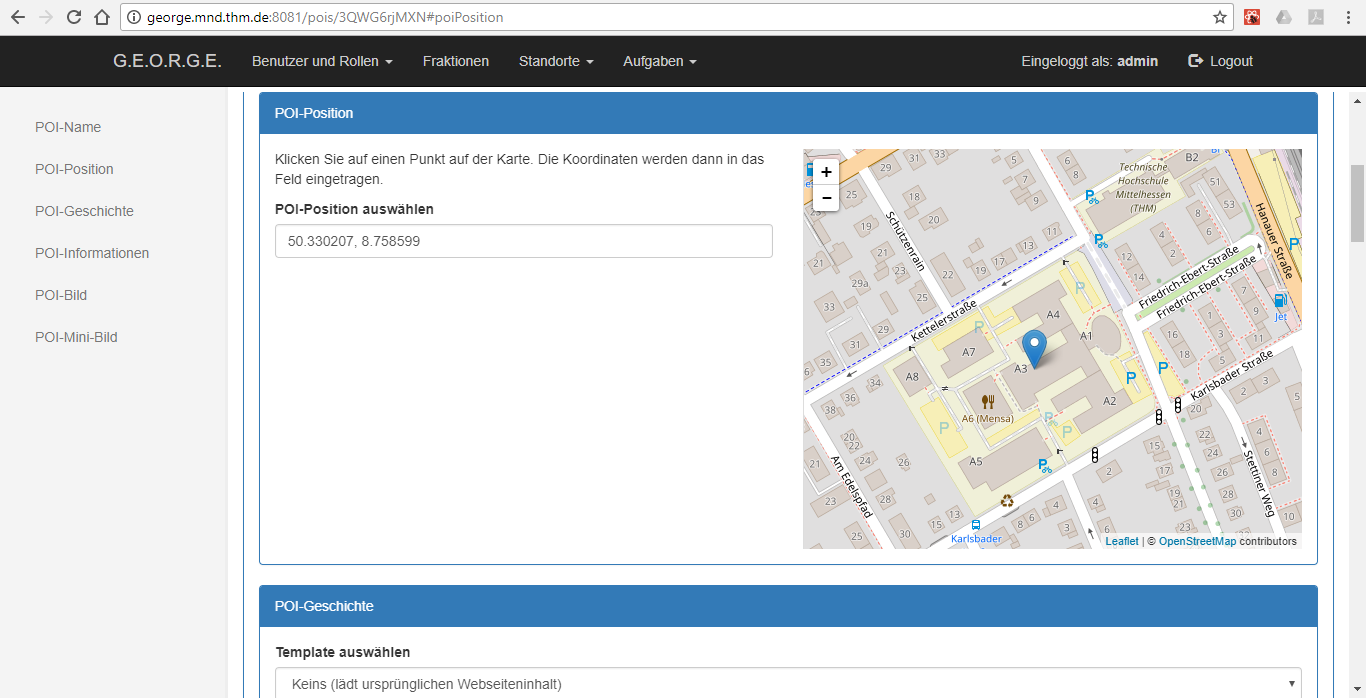 george.mnd.thm.de:8081/pois/3QWG6rjMXN#poiPosition
G.E.O.R.G.E.
Benutzer und Rollen
Fraktionen
Standorte
Aufgaben
Eingeloggt als: admin
Logout
POI-Name
POI-Position
POI-Geschichte
POI-Informationen
POI-Bild
POI-Mini-Bild
POI-Position
Klicken Sie auf einen Punkt auf der Karte. Die Koordinaten werden dann in das
Feld eingetragen.
POI-Position auswählen
50.330207, 8.758599
+
-
Technische
Hochschule
Mittelhessen
(THM)
B2
Schützenrain
Kettelerstraße
Friedrich-Ebert-Straße
Friedrich-Ebert-Straße
Hanauer Straße
Jet
Karlsbader Straße
Stettiner Weg
Am Edelspfad
Karlsbader
A4
A1
A7
A3
A8
A2
A6 (Mensa)
A5
Leaflet | © OpenStreetMap contributors
POI-Geschichte
Template auswählen
Keins (lädt ursprünglichen Webseiteninhalt)